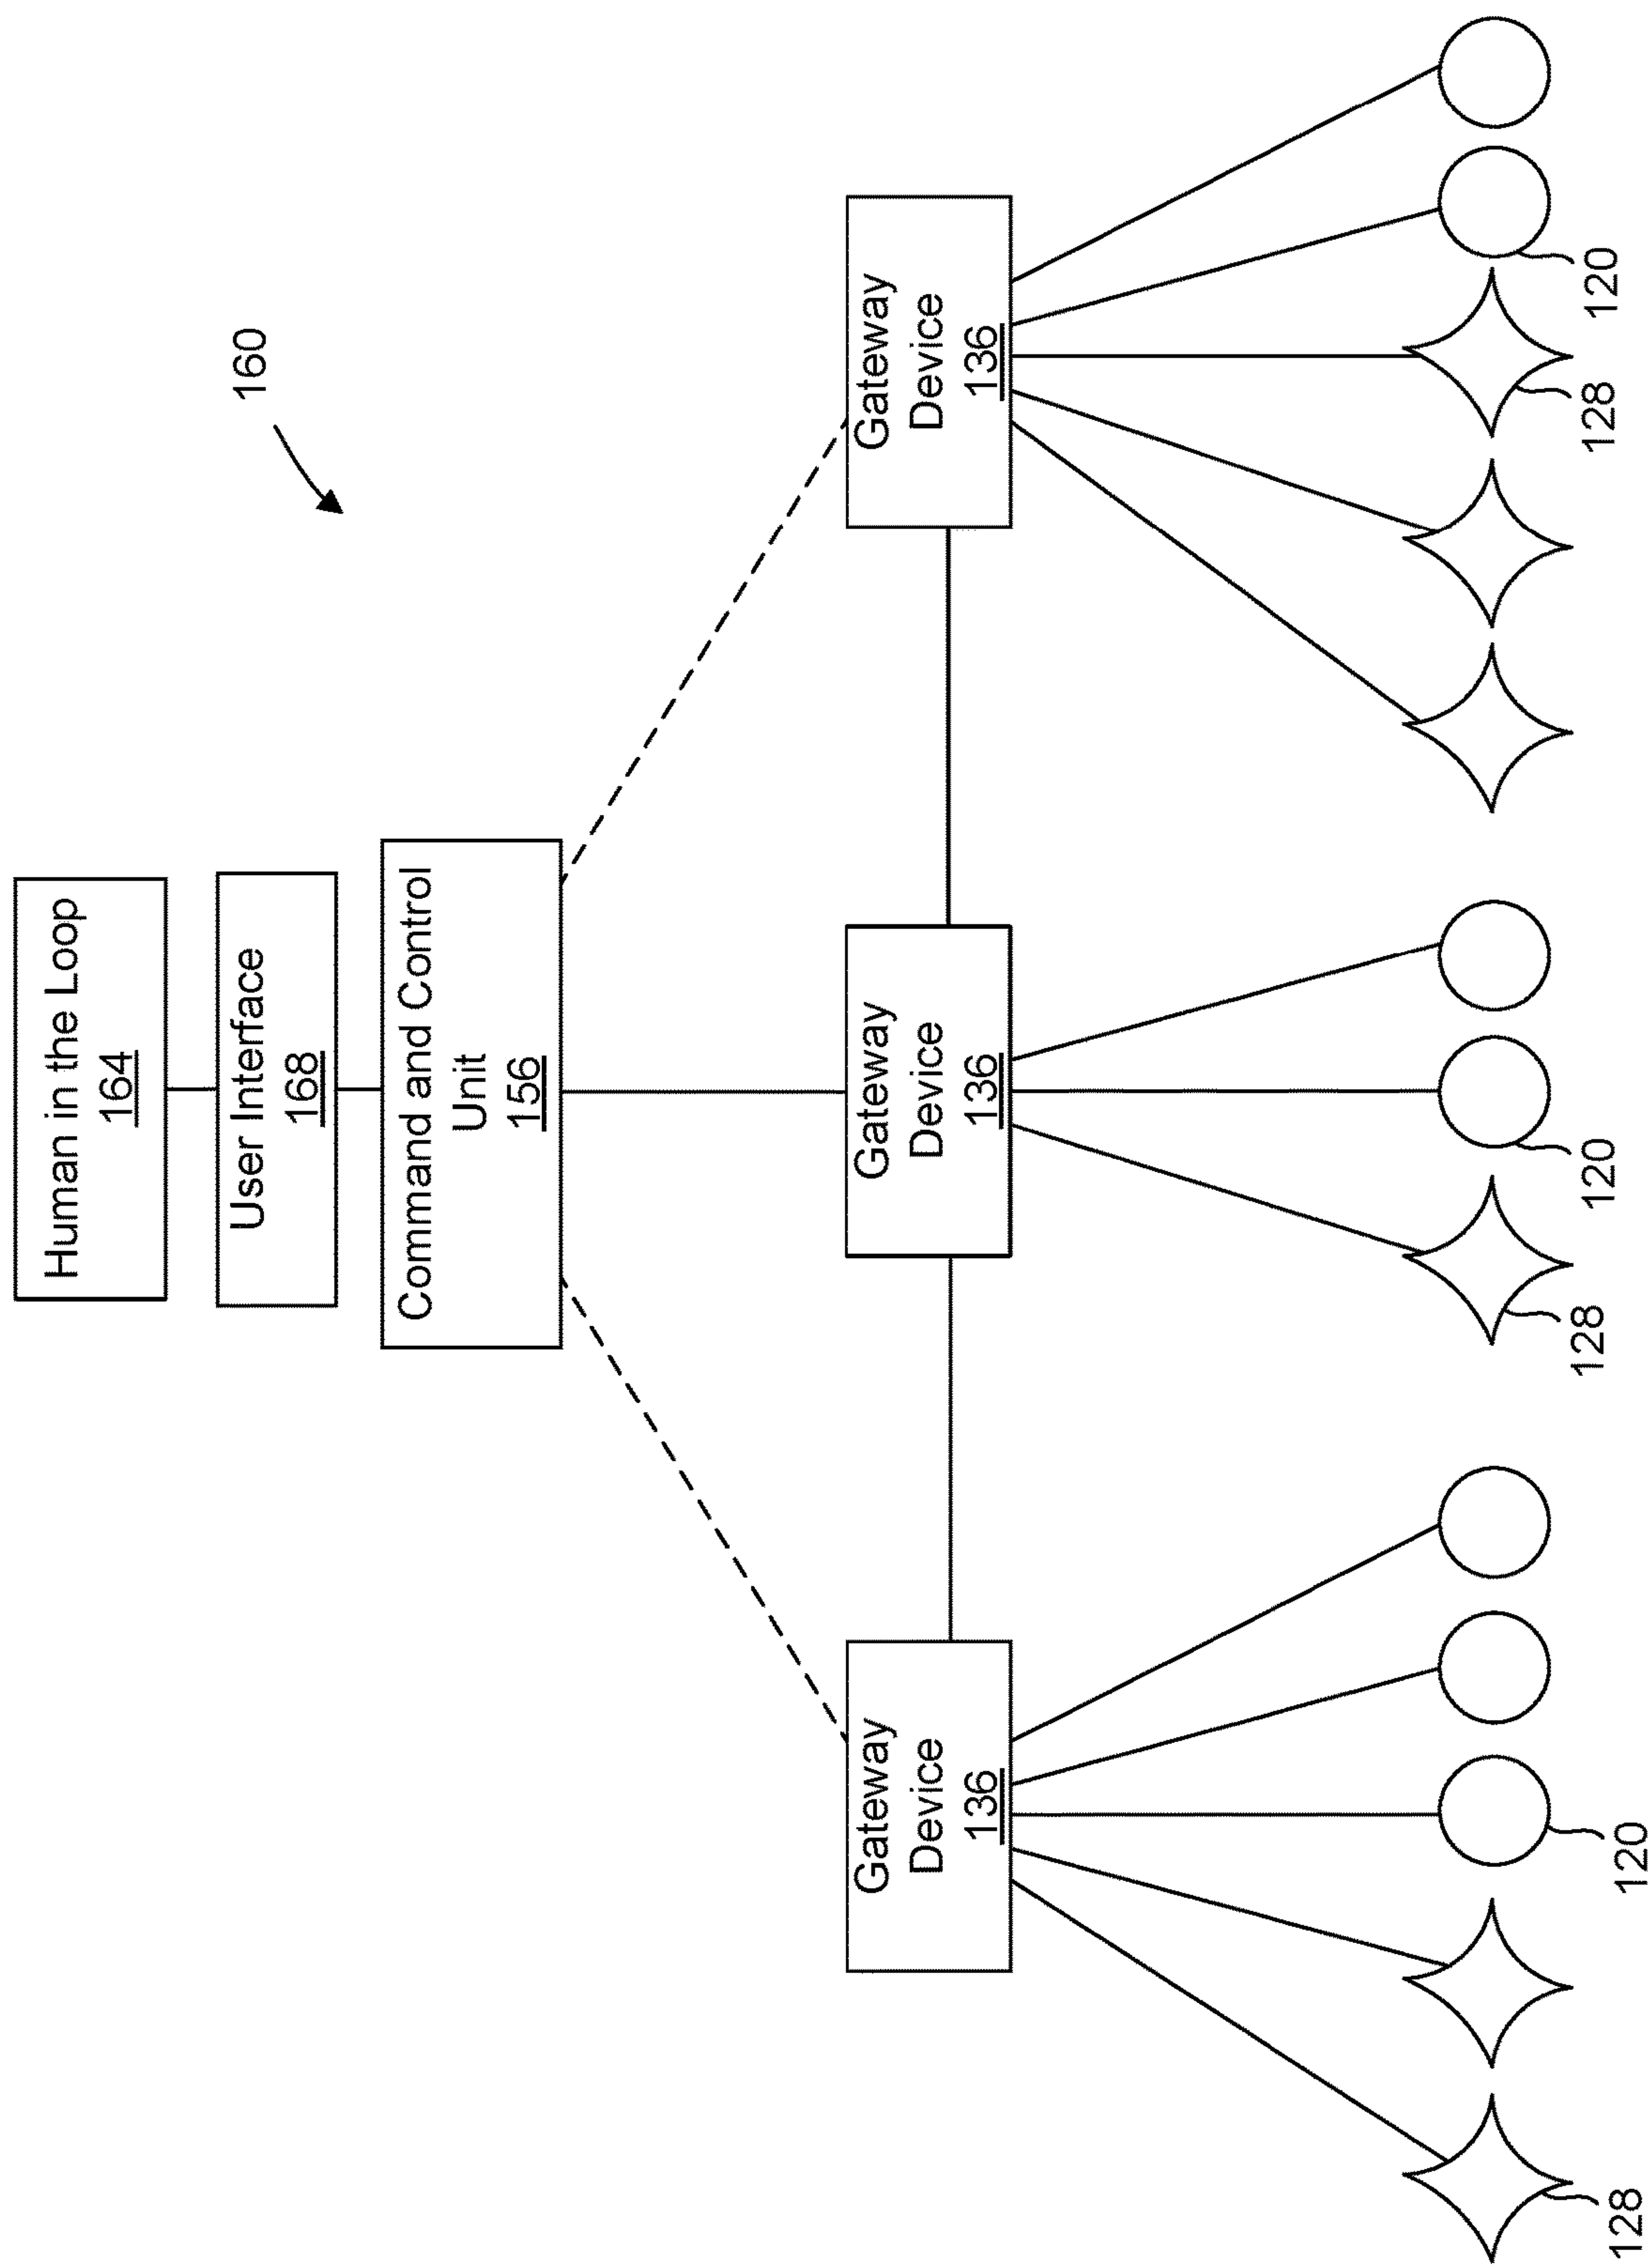 160
Human in the Loop
164
User Interface
168
Command and Control
Unit
156
Gateway
Device
136
Gateway
Device
136
Gateway
Device
136
128
120
128
120
128
120